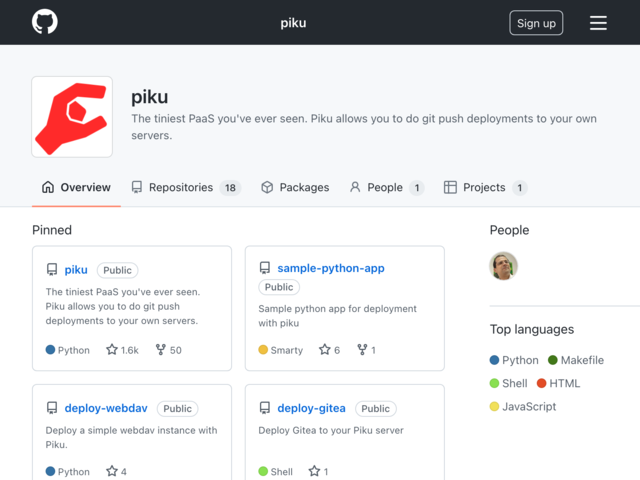 piku
Sign up
piku
The tiniest PaaS you've ever seen. Piku allows you to do git push deployments to your own
servers.
Overview
Repositories 18
Packages
People 1
Projects 1
Pinned
piku Public
The tiniest PaaS you've ever seen.
Piku allows you to do git push
deployments to your own servers.
Python 1.6k 50
sample-python-app
Public
Sample python app for deployment
with piku
Smarty 6 1
deploy-webdav Public
Deploy a simple webdav instance with
Piku.
Python 4
deploy-gitea Public
Deploy Gitea to your Piku server
Shell 1
People
Top languages
Python Makefile
Shell HTML
JavaScript